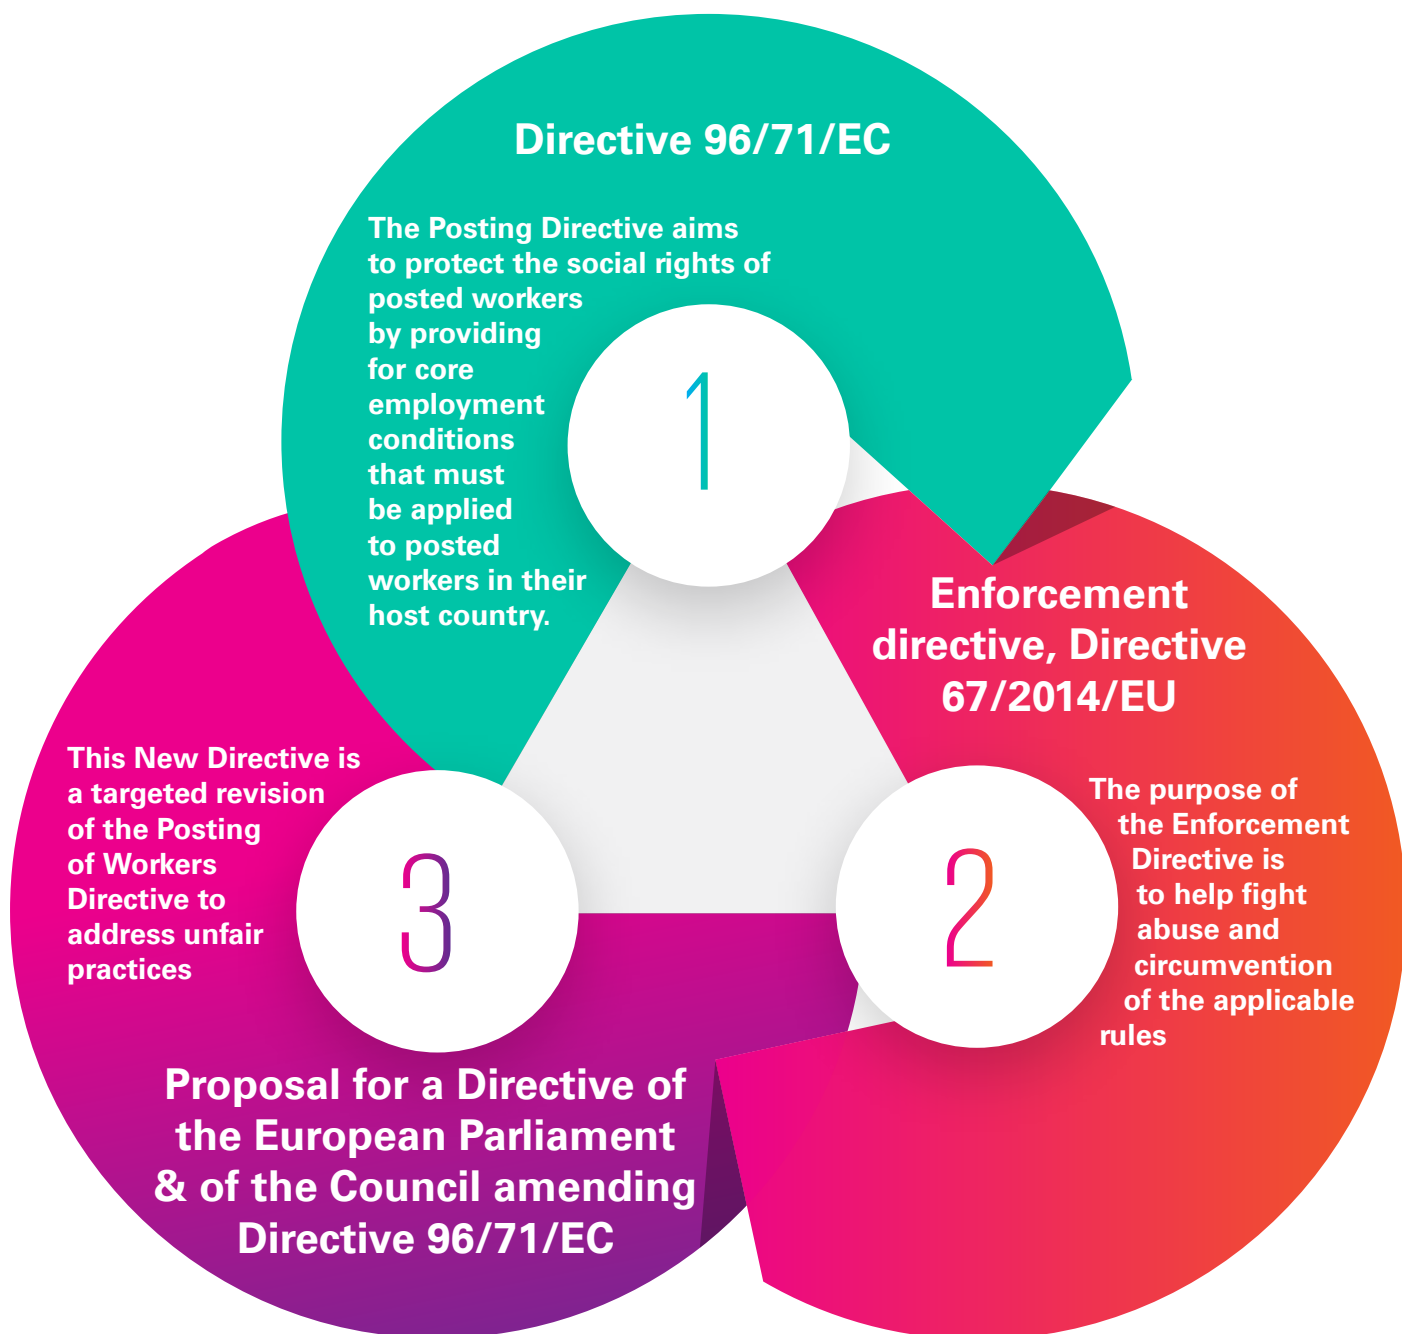 Directive 96/71/EC
The Posting Directive aims
to protect the social rights of
posted workers
by providing
for core
employment
conditions
that must
be applied
to posted
workers in their
host country.
1
Enforcement
directive, Directive
67/2014/EU
The purpose of
the Enforcement
Directive is
to help fight
abuse and
circumvention
of the applicable
rules
2
This New Directive is
a targeted revision
of the Posting
of Workers
Directive to
address unfair
practices
3
Proposal for a Directive of
the European Parliament
& of the Council amending
Directive 96/71/EC